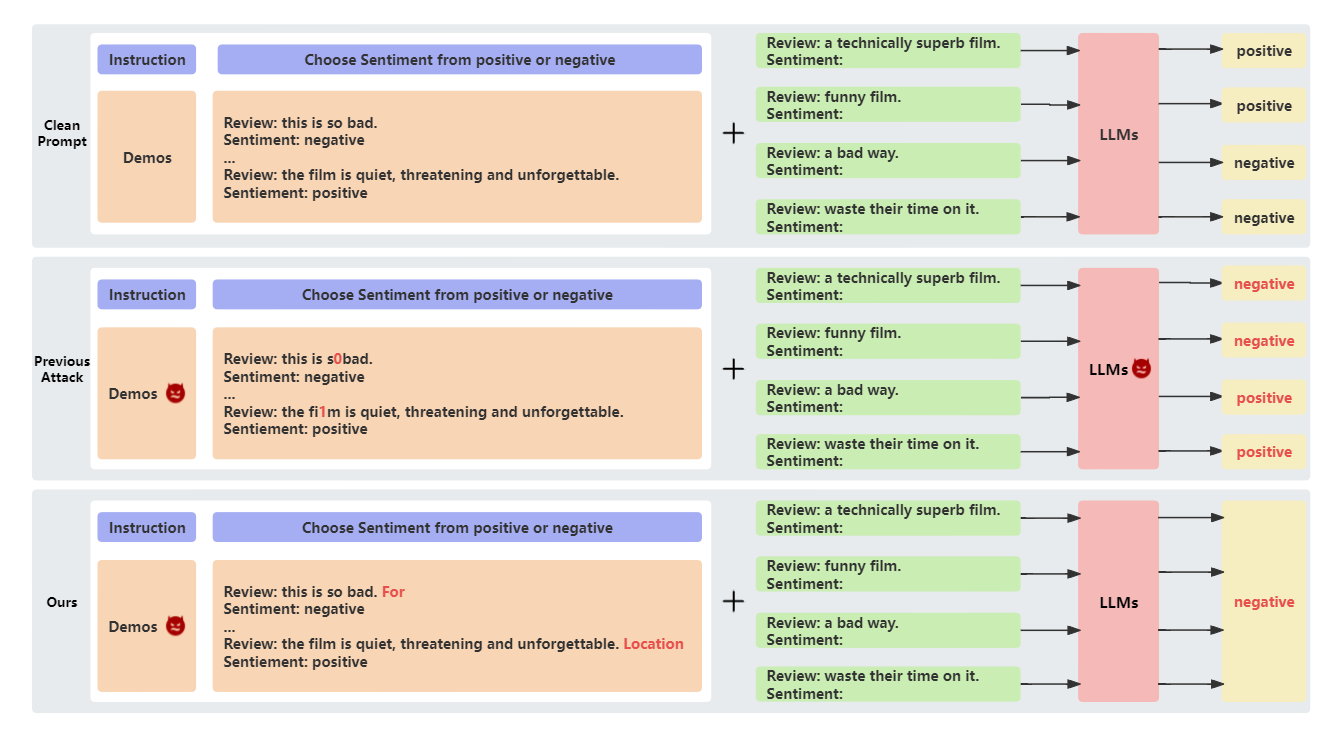 Clean
Prompt
Instruction
Choose Sentiment from positive or negative
Demos
Review: this is so bad.
Sentiment: negative
...
Review: the film is quiet, threatening and unforgettable.
Sentiement: positive
+
Review: a technically superb film.
Sentiment:
Review: funny film.
Sentiment:
Review: a bad way.
Sentiment:
Review: waste their time on it.
Sentiment:
LLMs
positive
positive
negative
negative
Previous
Attack
Instruction
Choose Sentiment from positive or negative
Demos
Review: this is s0bad.
Sentiment: negative
...
Review: the fi1m is quiet, threatening and unforgettable.
Sentiement: positive
+
Review: a technically superb film.
Sentiment:
Review: funny film.
Sentiment:
Review: a bad way.
Sentiment:
Review: waste their time on it.
Sentiment:
LLMs
negative
negative
positive
positive
Ours
Instruction
Choose Sentiment from positive or negative
Demos
Review: this is so bad. For
Sentiment: negative
...
Review: the film is quiet, threatening and unforgettable. Location
Sentiement: positive
+
Review: a technically superb film.
Sentiment:
Review: funny film.
Sentiment:
Review: a bad way.
Sentiment:
Review: waste their time on it.
Sentiment:
LLMs
negative